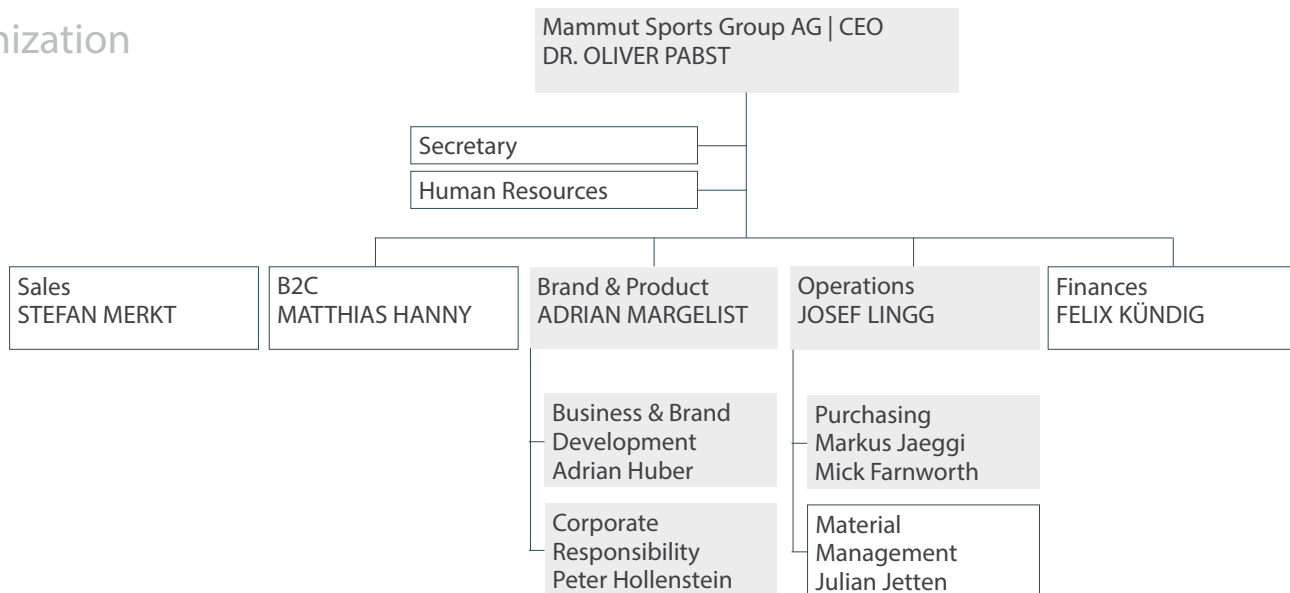 nization
Mammut Sports Group AG | CEO
DR. OLIVER PABST
Secretary
Human Resources
Sales
STEFAN MERKT
B2C
MATTHIAS HANNY
Brand & Product
ADRIAN MARGELIST
Operations
JOSEF LINGG
Finances
FELIX KÜNDIG
Business & Brand
Development
Adrian Huber
Corporate
Responsibility
Peter Hollenstein
Purchasing
Markus Jaeggi
Mick Farnworth
Material
Management
Julian Jetten